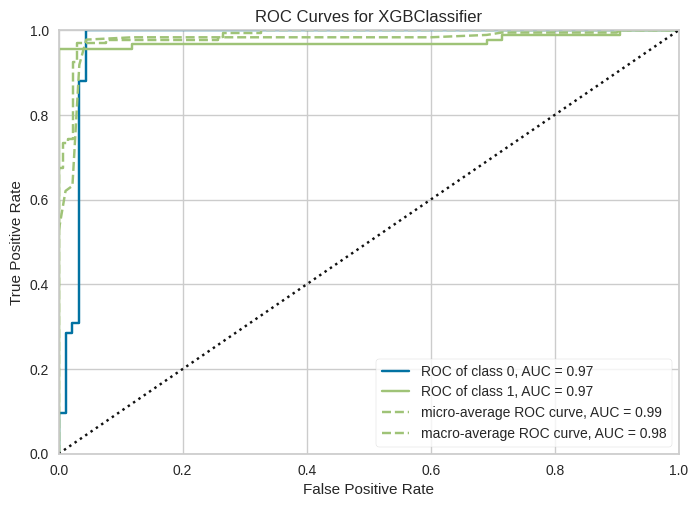 ROC Curves for XGBClassifier
True Positive Rate
1.0
0.8
0.6
0.4
0.2
0.0
ROC of class 0, AUC = 0.97
ROC of class 1, AUC = 0.97
micro-average ROC curve, AUC = 0.99
macro-average ROC curve, AUC = 0.98
0.0 0.2 0.4 0.6 0.8 1.0
False Positive Rate